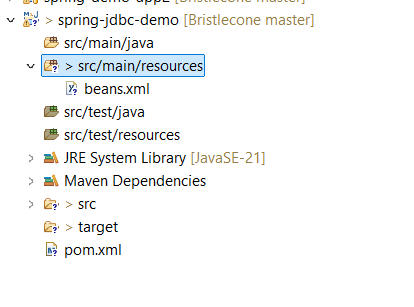 spring-jdbc-demo [Bristlecone master]
src/main/java
src/main/resources
beans.xml
src/test/java
src/test/resources
JRE System Library [JavaSE-21]
Maven Dependencies
src
target
pom.xml